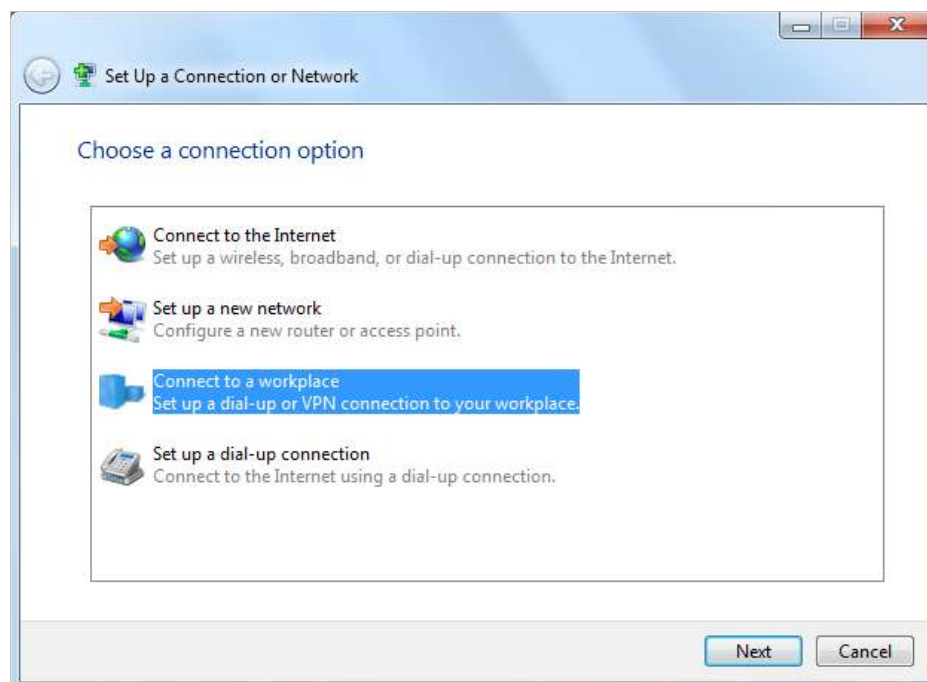 Set Up a Connection or Network
Choose a connection option
Connect to the Internet
Set up a wireless, broadband, or dial-up connection to the Internet.
Set up a new network
Configure a new router or access point.
Connect to a workplace
Set up a dial-up or VPN connection to your workplace.
Set up a dial-up connection
Connect to the Internet using a dial-up connection.
Next
Cancel